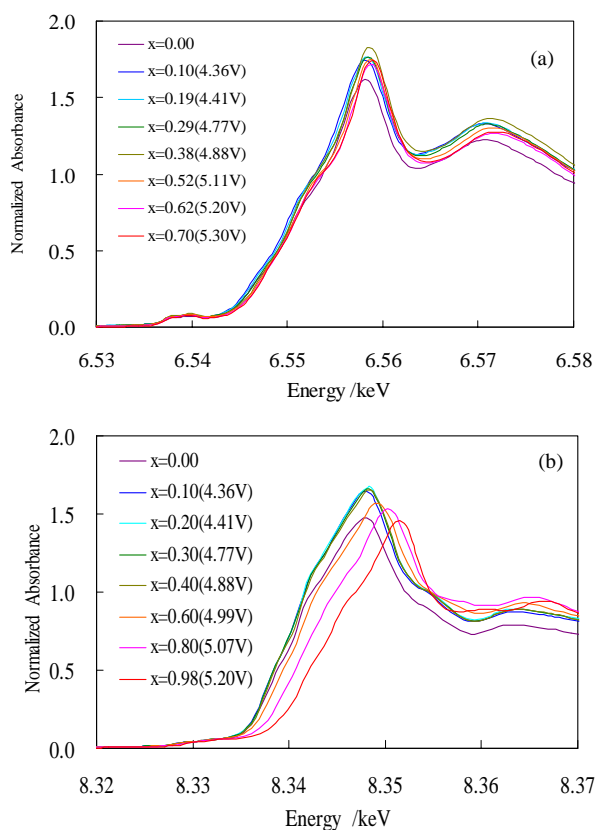 2.0
(a)
x=0.00
x=0.10(4.36V)
1.5
x=0.19(4.41V)
x=0.29(4.77V)
x=0.38(4.88V)
1.0
x=0.52(5.11V)
x=0.62(5.20V)
x=0.70(5.30V)
0.5
0.0
Normalized Absorbance
6.53 6.54 6.55 6.56 6.57 6.58
Energy /keV
2.0
(b)
x=0.00
x=0.10(4.36V)
1.5
x=0.20(4.41V)
x=0.30(4.77V)
x=0.40(4.88V)
1.0
x=0.60(4.99V)
x=0.80(5.07V)
x=0.98(5.20V)
0.5
0.0
Normalized Absorbance
8.32 8.33 8.34 8.35 8.36 8.37
Energy /keV